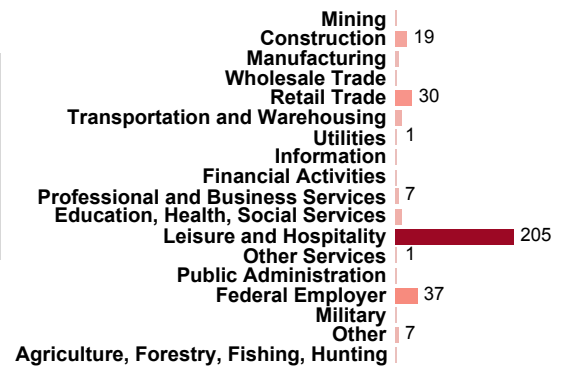 Mining
Construction 19
Manufacturing
Wholesale Trade
Retail Trade 30
Transportation and Warehousing
Utilities 1
Information
Financial Activities
Professional and Business Services 7
Education, Health, Social Services
Leisure and Hospitality 205
Other Services 1
Public Administration
Federal Employer 37
Military
Other 7
Agriculture, Forestry, Fishing, Hunting